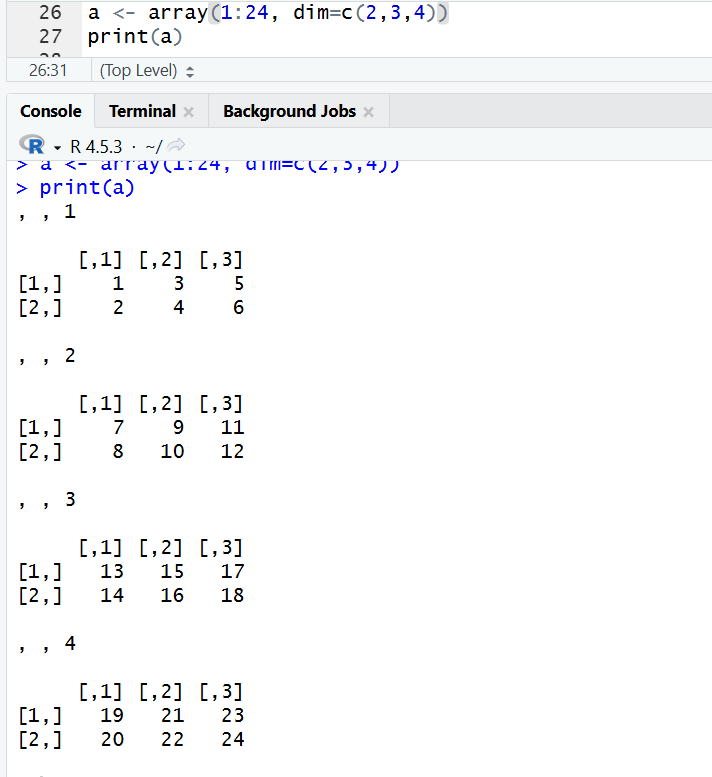 26 a <- array(1:24, dim=c(2,3,4))
27 print(a)
26:31 (Top Level)
Console Terminal Background Jobs
R R 4.5.3 · ~/
> a <- array(1:24, dim=c(2,3,4))
> print(a)
, , 1
[,1] [,2] [,3]
[1,] 1 3 5
[2,] 2 4 6
, , 2
[,1] [,2] [,3]
[1,] 7 9 11
[2,] 8 10 12
, , 3
[,1] [,2] [,3]
[1,] 13 15 17
[2,] 14 16 18
, , 4
[,1] [,2] [,3]
[1,] 19 21 23
[2,] 20 22 24